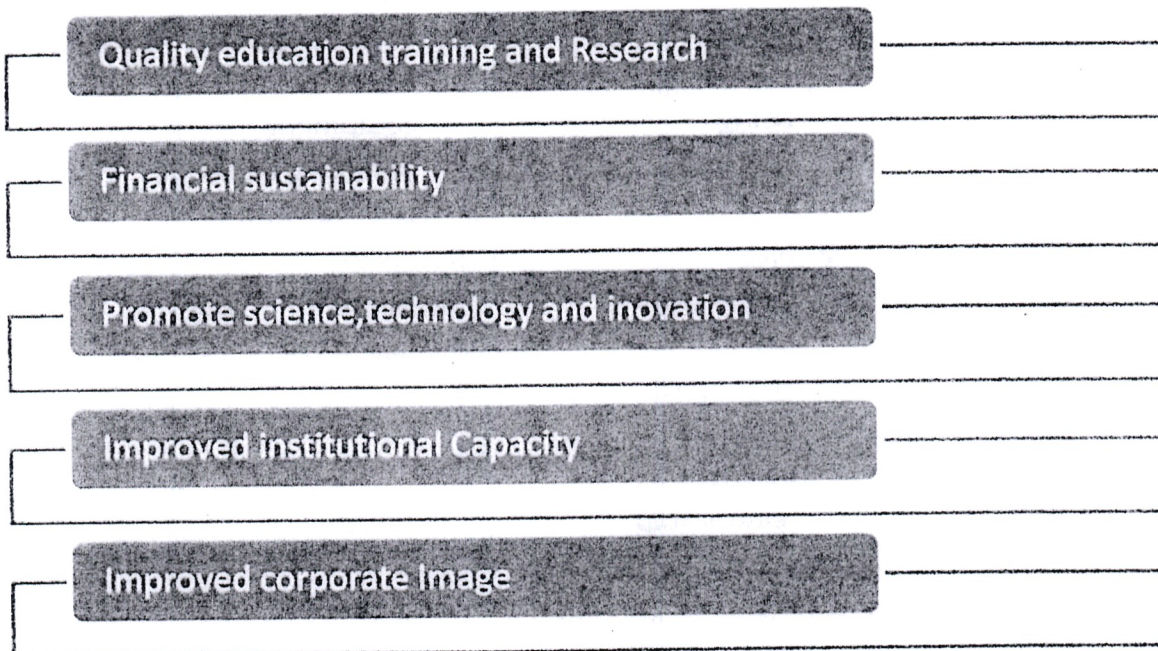 Quality education training and Research
Financial sustainability
Promote science,technology and inovation
Improved institutional Capacity
Improved corporate Image